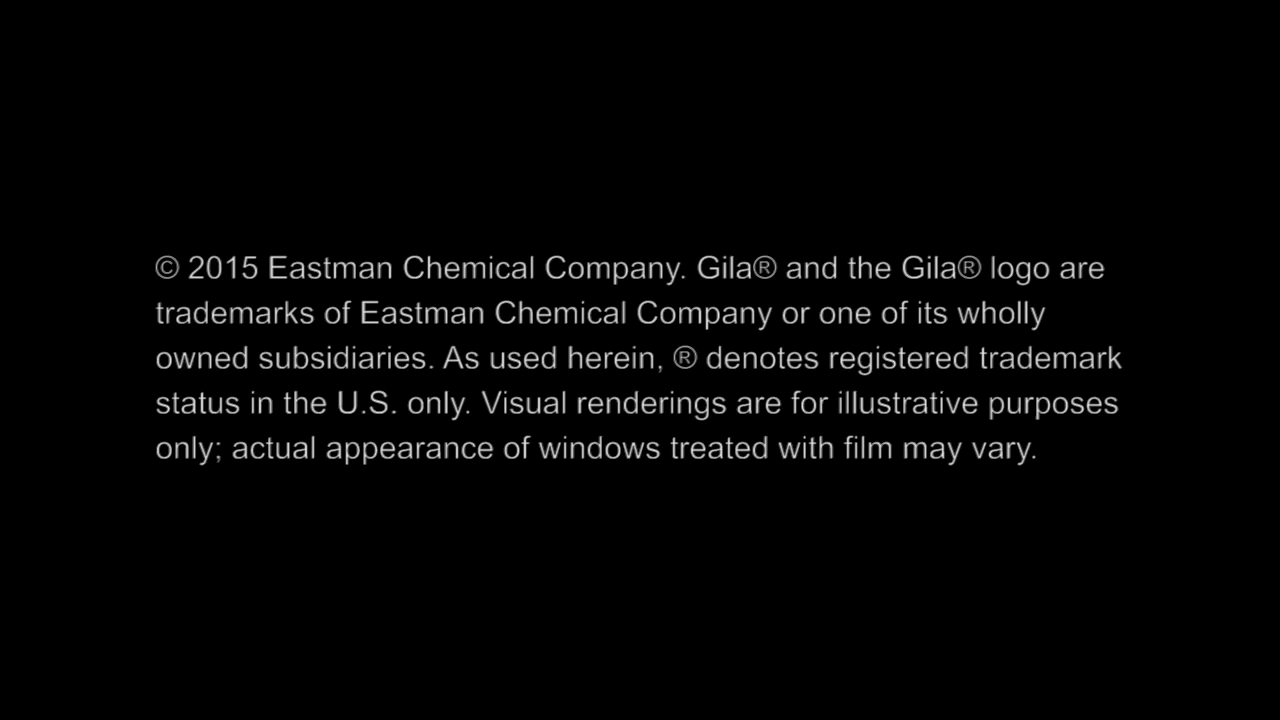 © 2015 Eastman Chemical Company. Gila® and the Gila® logo are
trademarks of Eastman Chemical Company or one of its wholly
owned subsidiaries. As used herein, ® denotes registered trademark
status in the U.S. only. Visual renderings are for illustrative purposes
only; actual appearance of windows treated with film may vary.